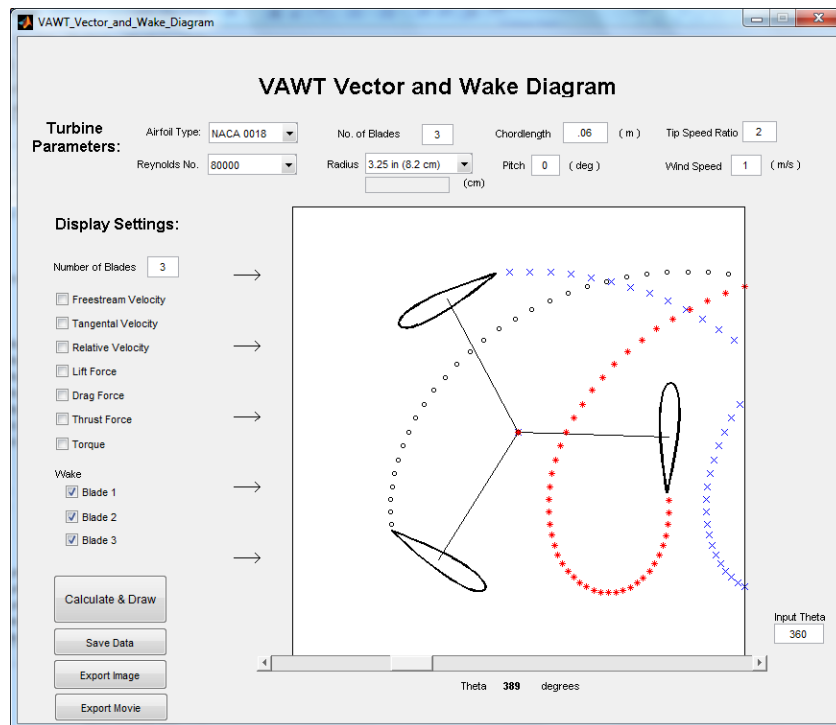 VAWT_Vector_and_Wake_Diagram
VAWT Vector and Wake Diagram
Turbine Parameters:
Airfoil Type: NACA 0018
No. of Blades 3
Chordlength .06 ( m )
Tip Speed Ratio 2
Reynolds No. 80000
Radius 3.25 in (8.2 cm)
(cm)
Pitch 0 ( deg )
Wind Speed 1 ( m/s )
Display Settings:
Number of Blades 3
Freestream Velocity
Tangental Velocity
Relative Velocity
Lift Force
Drag Force
Thrust Force
Torque
Wake
Blade 1
Blade 2
Blade 3
Calculate & Draw
Save Data
Export Image
Export Movie
Input Theta
360
Theta 389 degrees